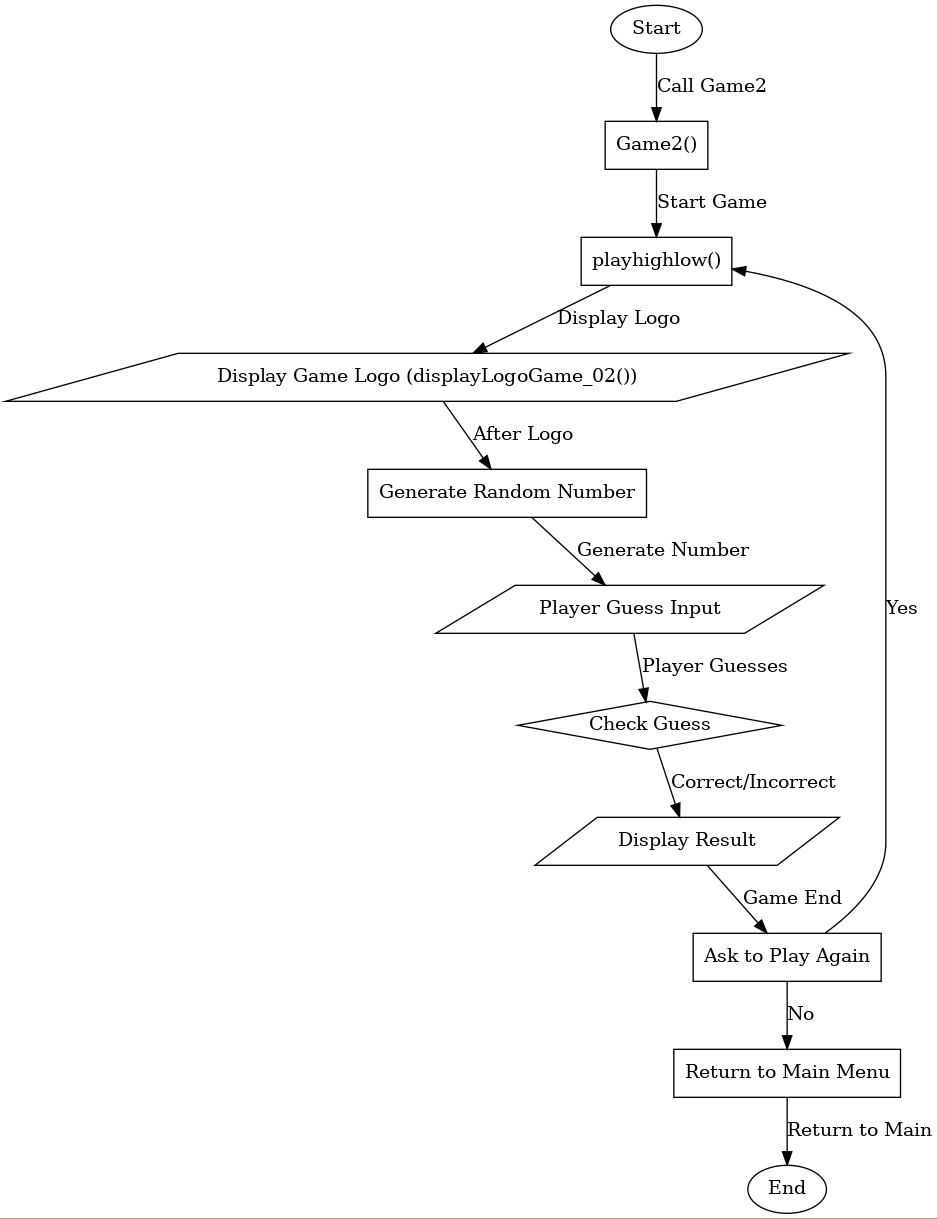 Start
Call Game2
Game2()
Start Game
playhighlow()
Display Logo
Display Game Logo (displayLogoGame_02())
After Logo
Generate Random Number
Generate Number
Player Guess Input
Yes
Player Guesses
Check Guess
Correct/Incorrect
Display Result
Game End
Ask to Play Again
No
Return to Main Menu
Return to Main
End